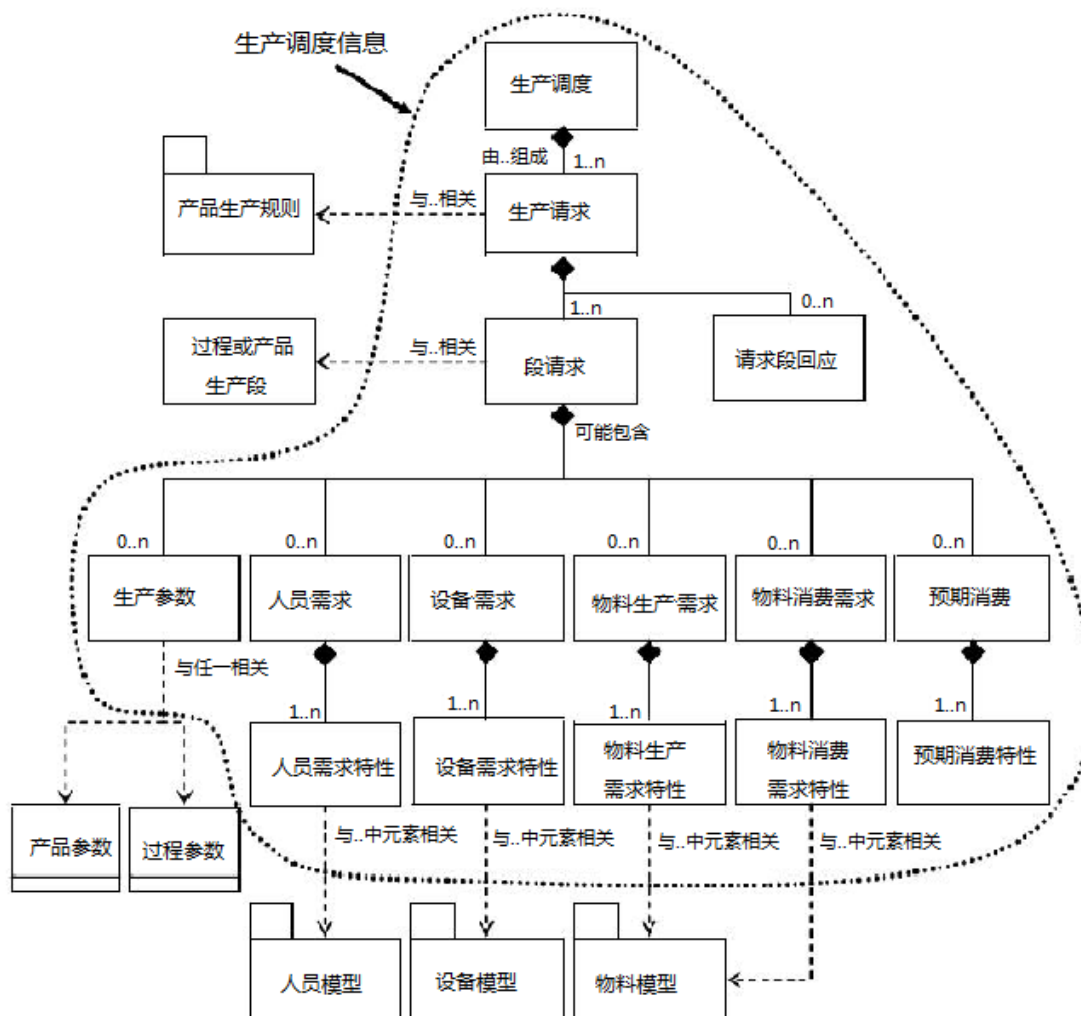 生产调度信息
生产调度
由..组成
1..n
产品生产规则
与..相关
生产请求
1..n
0..n
过程或产品
生产段
与..相关
段请求
请求段回应
可能包含
0..n
0..n
0..n
0..n
0..n
0..n
生产参数
人员需求
设备需求
物料生产需求
物料消费需求
预期消费
与任一相关
1..n
1..n
1..n
1..n
1..n
人员需求特性
设备需求特性
物料生产
需求特性
物料消费
需求特性
预期消费特性
产品参数
过程参数
与..中元素相关
与..中元素相关
与..中元素相关
与..中元素相关
人员模型
设备模型
物料模型